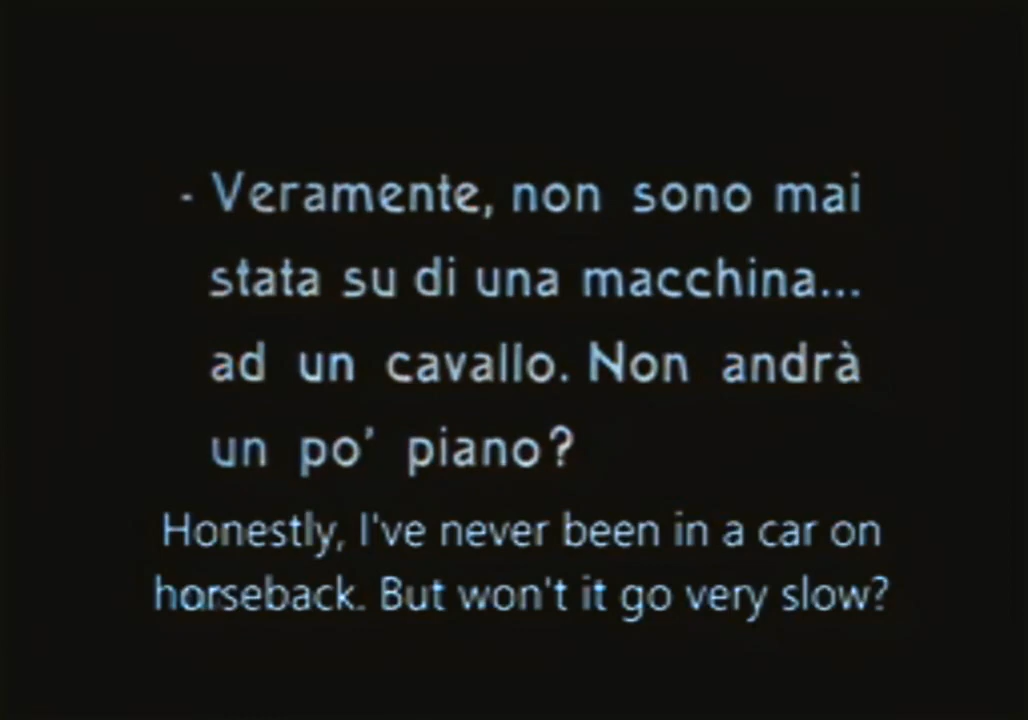 - Veramente, non sono mai
stata su di una macchina...
ad un cavallo. Non andrà
un po' piano?
Honestly, I've never been in a car on
horseback. But won't it go very slow?